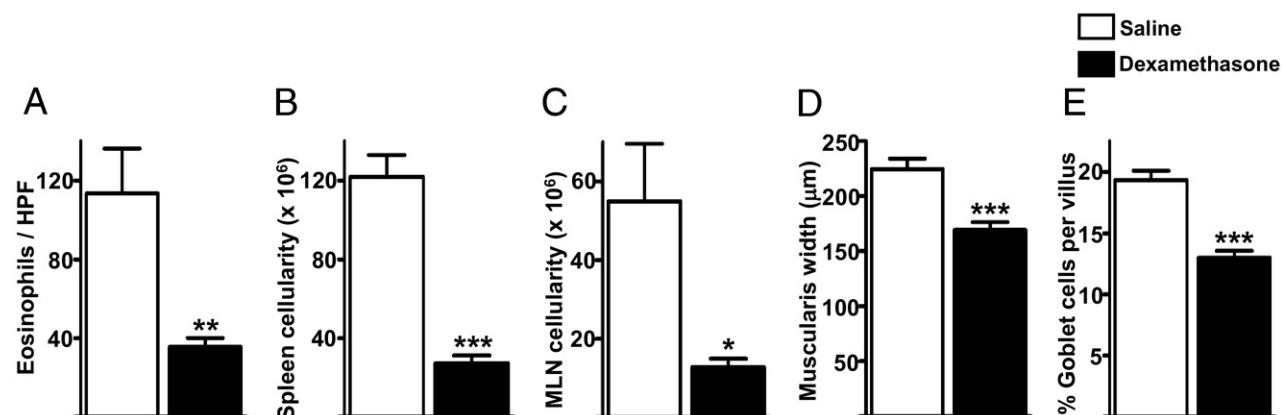 Saline
Dexamethasone
A
Eosinophils / HPF
120
80
40
**
B
Spleen cellularity (x 10⁶)
120
80
40
***
C
MLN cellularity (x 10⁶)
60
40
20
*
D
Muscularis width (μm)
250
200
150
100
50
***
E
% Goblet cells per villus
20
15
10
5
***